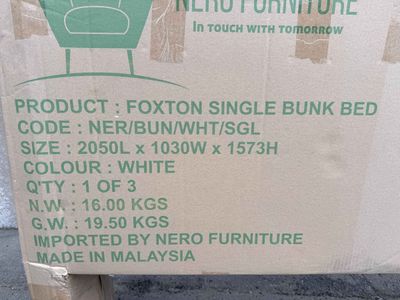 NERO FURNITURE
IN TOUCH WITH TOMORROW
PRODUCT : FOXTON SINGLE BUNK BED
CODE : NER/BUN/WHT/SGL
SIZE : 2050L x 1030W x 1573H
COLOUR : WHITE
Q'TY : 1 OF 3
N.W. : 16.00 KGS
G.W. : 19.50 KGS
IMPORTED BY NERO FURNITURE
MADE IN MALAYSIA